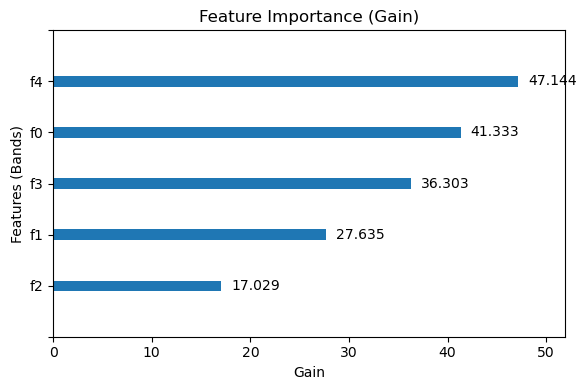 Feature Importance (Gain)
Features (Bands)
f4
47.144
f0
41.333
f3
36.303
f1
27.635
f2
17.029
0 10 20 30 40 50
Gain